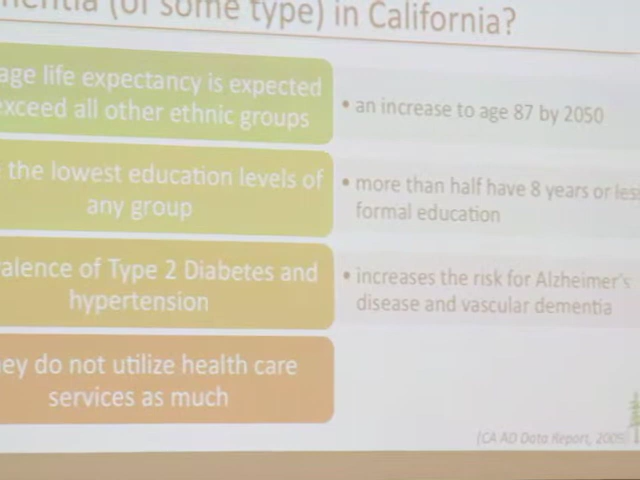 (or some type) in California?
age life expectancy is expected
exceed all other ethnic groups
• an increase to age 87 by 2050
the lowest education levels of
any group
• more than half have 8 years or less
formal education
alence of Type 2 Diabetes and
hypertension
• increases the risk for Alzheimer's
disease and vascular dementia
ey do not utilize health care
services as much
(CA AD Data Report, 2009